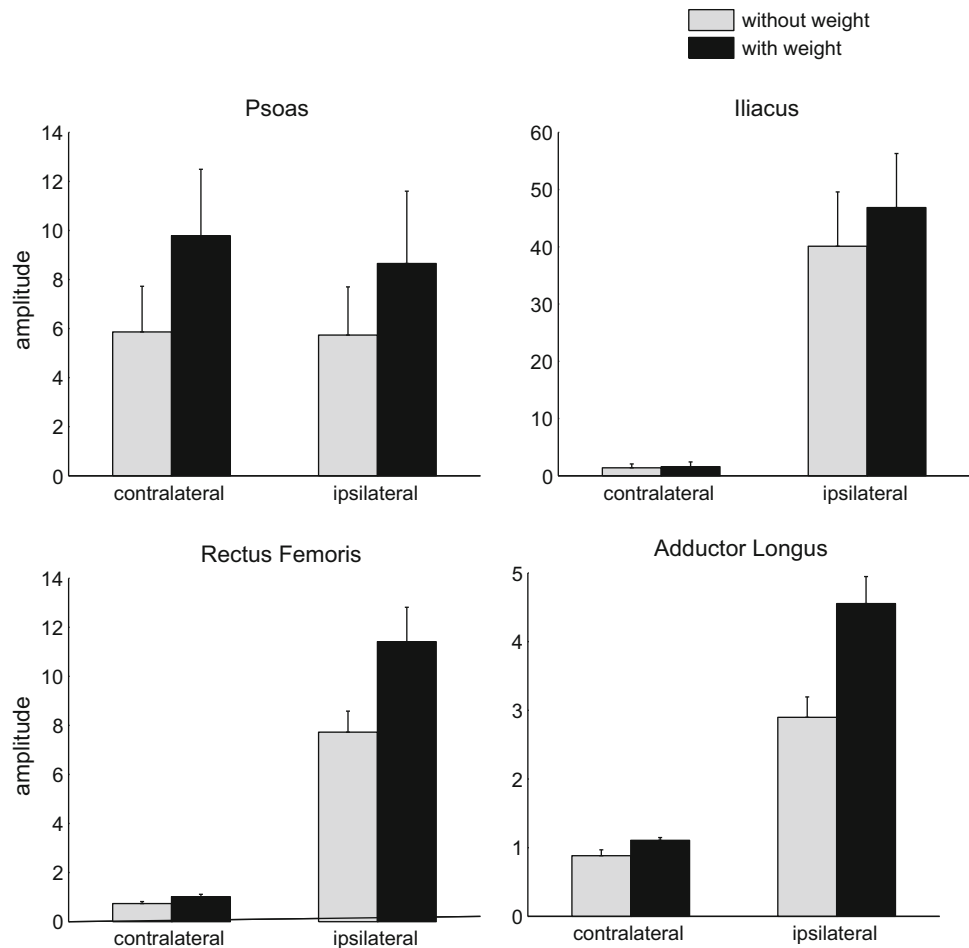 without weight
with weight
Psoas
14
12
10
8
6
4
2
0
amplitude
contralateral
ipsilateral
Iliacus
60
50
40
30
20
10
0
contralateral
ipsilateral
Rectus Femoris
14
12
10
8
6
4
2
0
amplitude
contralateral
ipsilateral
Adductor Longus
5
4
3
2
1
0
contralateral
ipsilateral